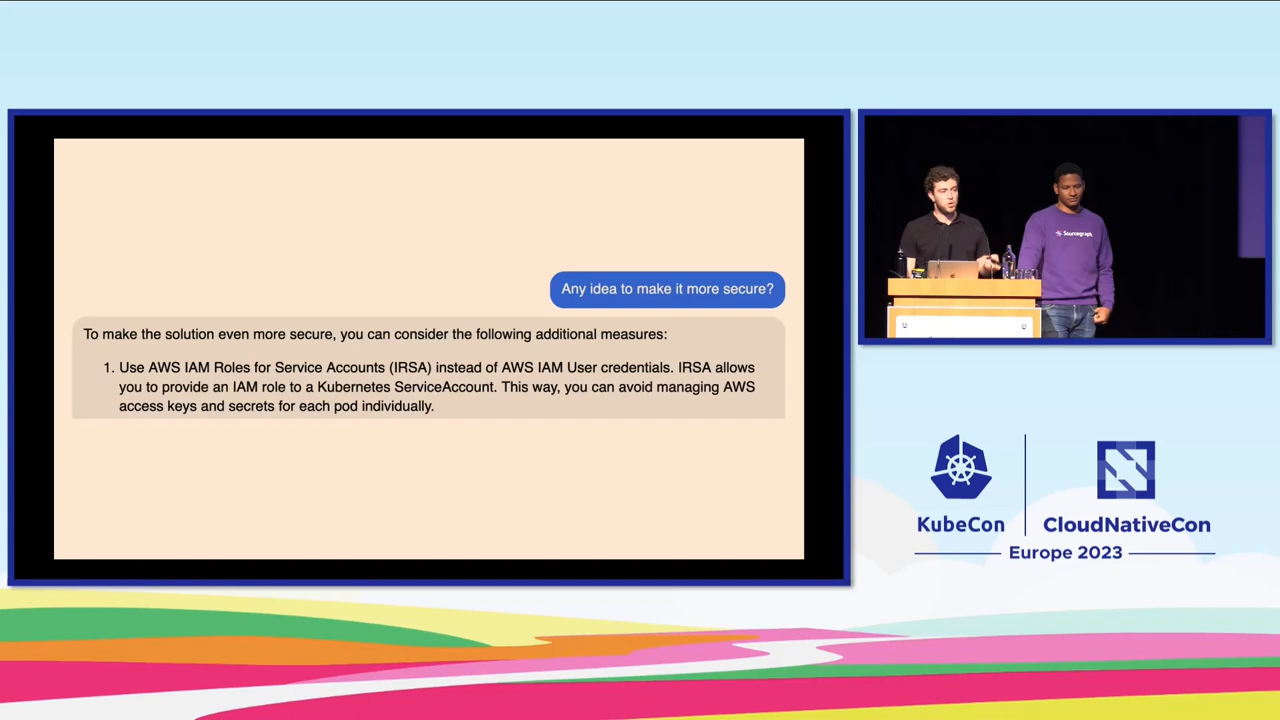 Any idea to make it more secure?
To make the solution even more secure, you can consider the following additional measures:
1. Use AWS IAM Roles for Service Accounts (IRSA) instead of AWS IAM User credentials. IRSA allows
you to provide an IAM role to a Kubernetes ServiceAccount. This way, you can avoid managing AWS
access keys and secrets for each pod individually.
Sourcegraph
KubeCon
CloudNativeCon
Europe 2023